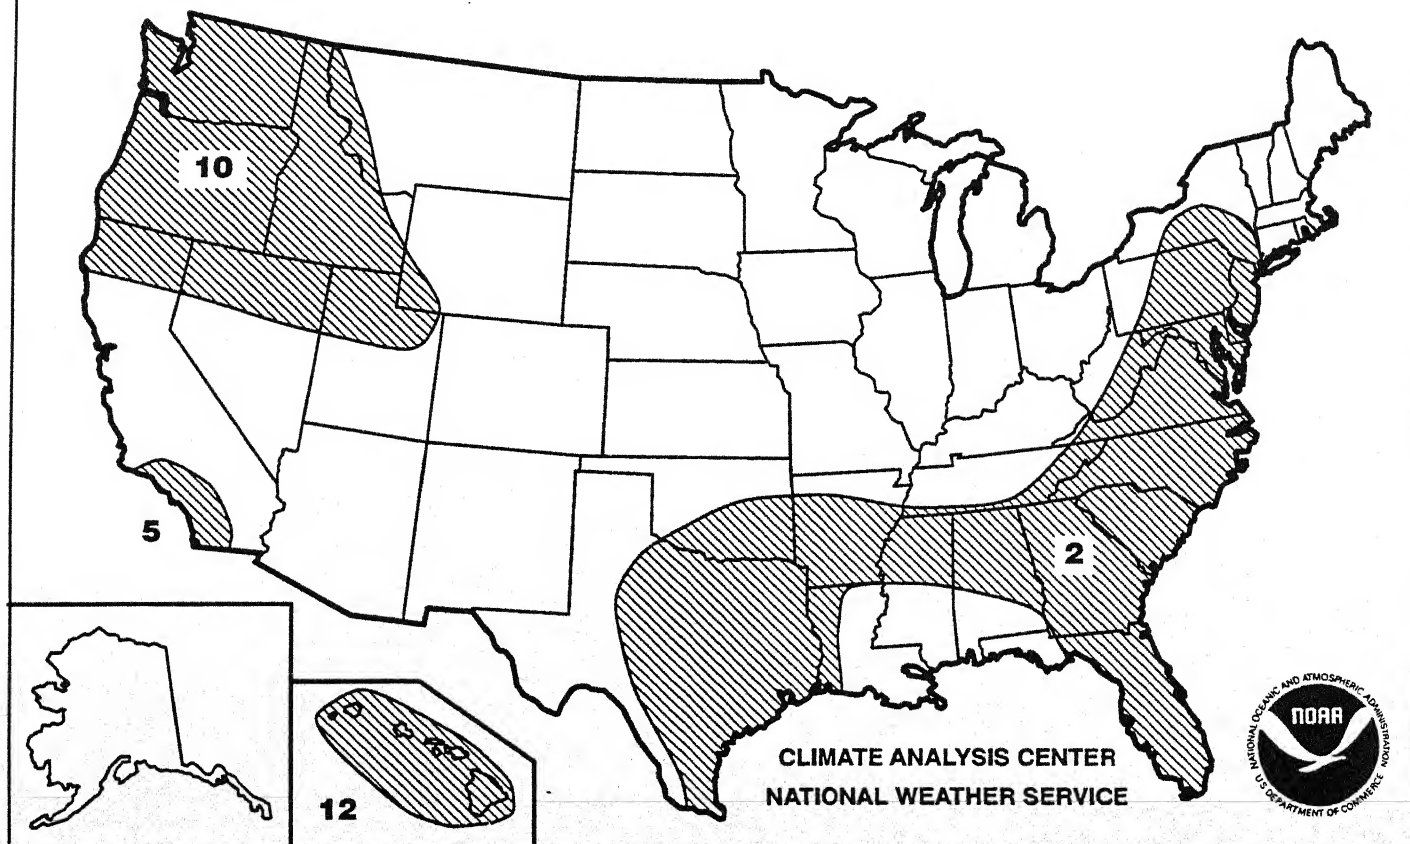 10
5
2
12
CLIMATE ANALYSIS CENTER
NATIONAL WEATHER SERVICE
NATIONAL OCEANIC AND ATMOSPHERIC ADMINISTRATION
NOAA
U.S. DEPARTMENT OF COMMERCE